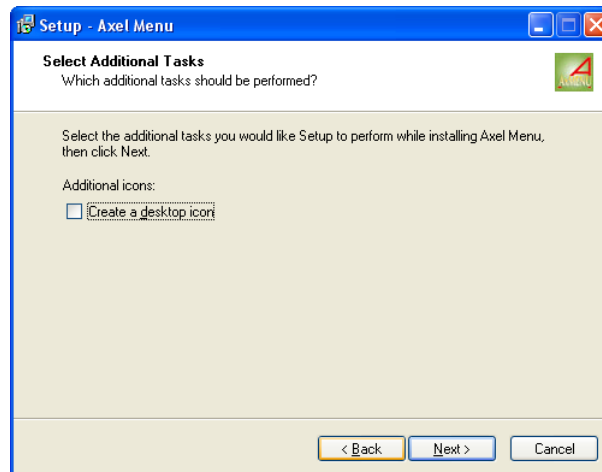 Setup - Axel Menu
Select Additional Tasks
Which additional tasks should be performed?
A
AXMENU
Select the additional tasks you would like Setup to perform while installing Axel Menu,
then click Next.
Additional icons:
Create a desktop icon
< Back
Next >
Cancel